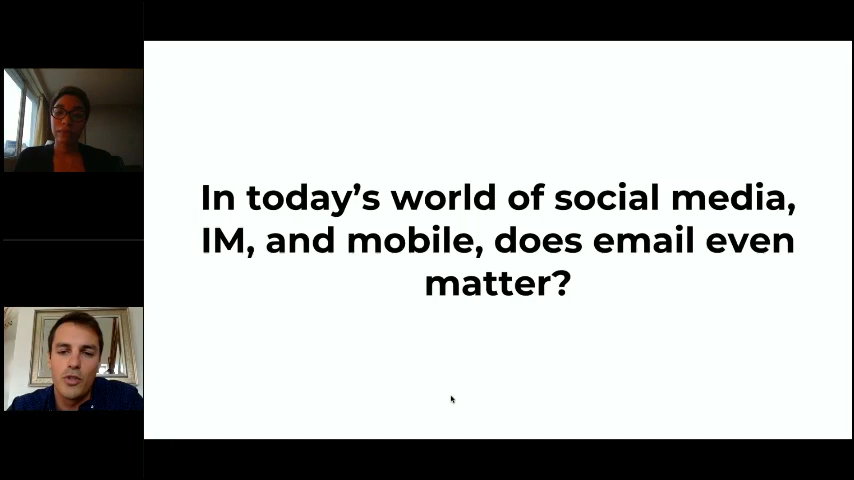 In today’s world of social media,
IM, and mobile, does email even
matter?